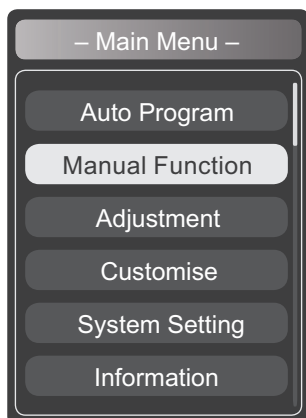 – Main Menu –
Auto Program
Manual Function
Adjustment
Customise
System Setting
Information